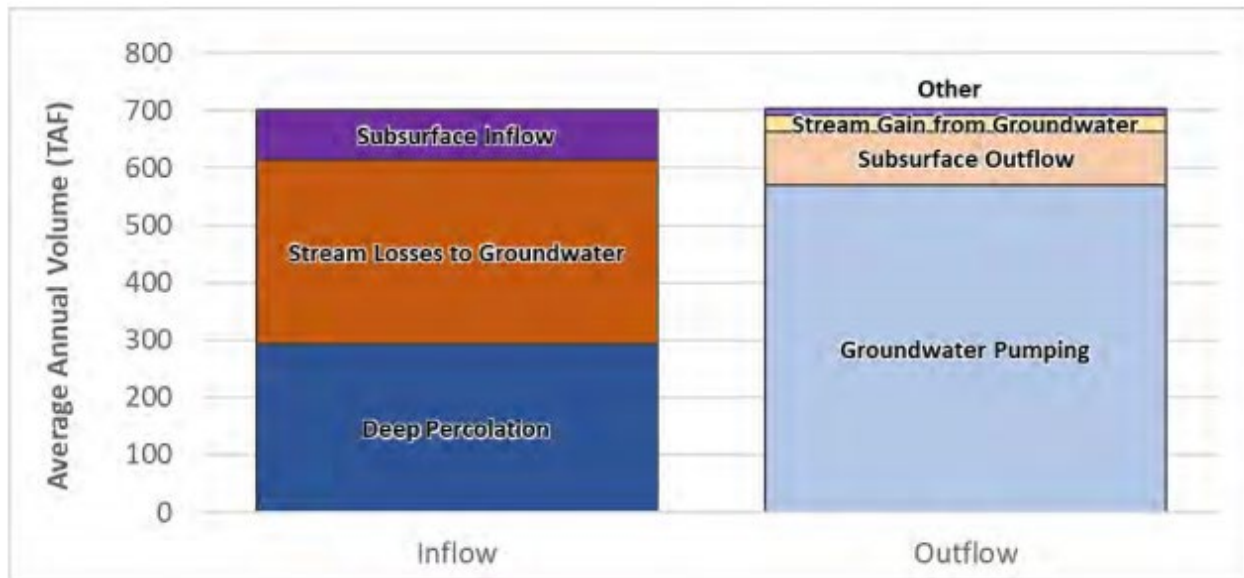 Average Annual Volume (TAF)
800
700
600
500
400
300
200
100
0
Subsurface Inflow
Stream Losses to Groundwater
Deep Percolation
Other
Stream Gain from Groundwater
Subsurface Outflow
Groundwater Pumping
Inflow
Outflow